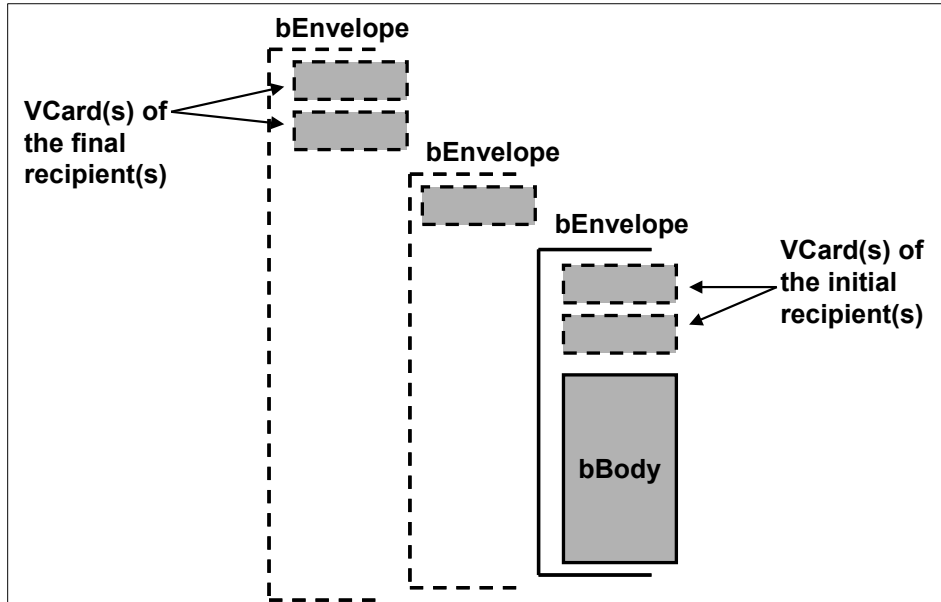 bEnvelope
VCard(s) of
the final
recipient(s)
bEnvelope
bEnvelope
VCard(s) of
the initial
recipient(s)
bBody